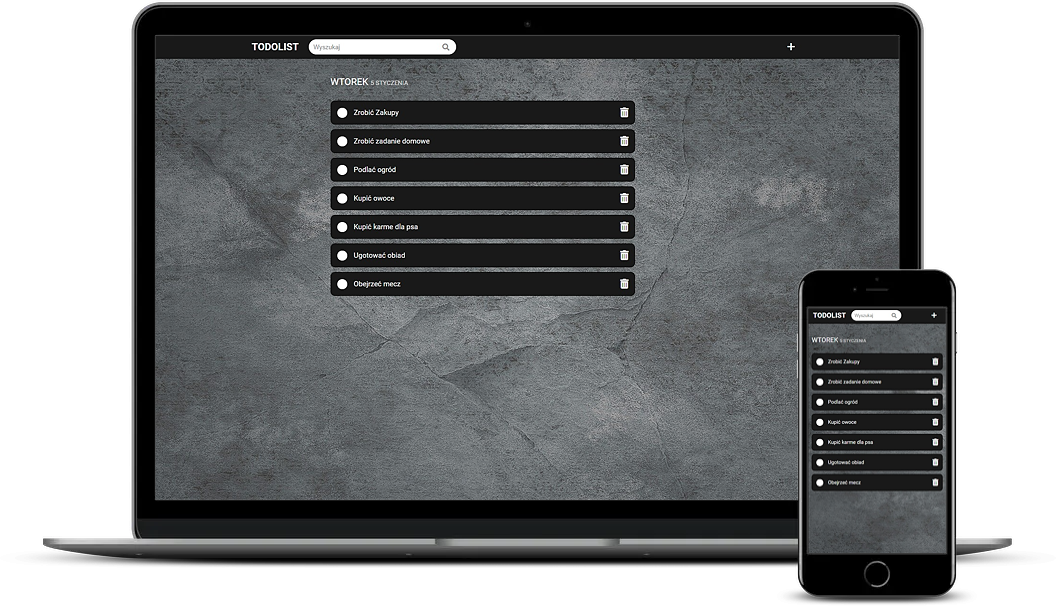 TODOLIST Wyszukaj
WTOREK 5 STYCZENIA
Zrobić Zakupy
Zrobić zadanie domowe
Podlać ogród
Kupić owoce
Kupić karme dla psa
Ugotować obiad
Obejrzeć mecz
TODOLIST Wyszukaj
WTOREK 5 STYCZENIA
Zrobić Zakupy
Zrobić zadanie domowe
Podlać ogród
Kupić owoce
Kupić karme dla psa
Ugotować obiad
Obejrzeć mecz